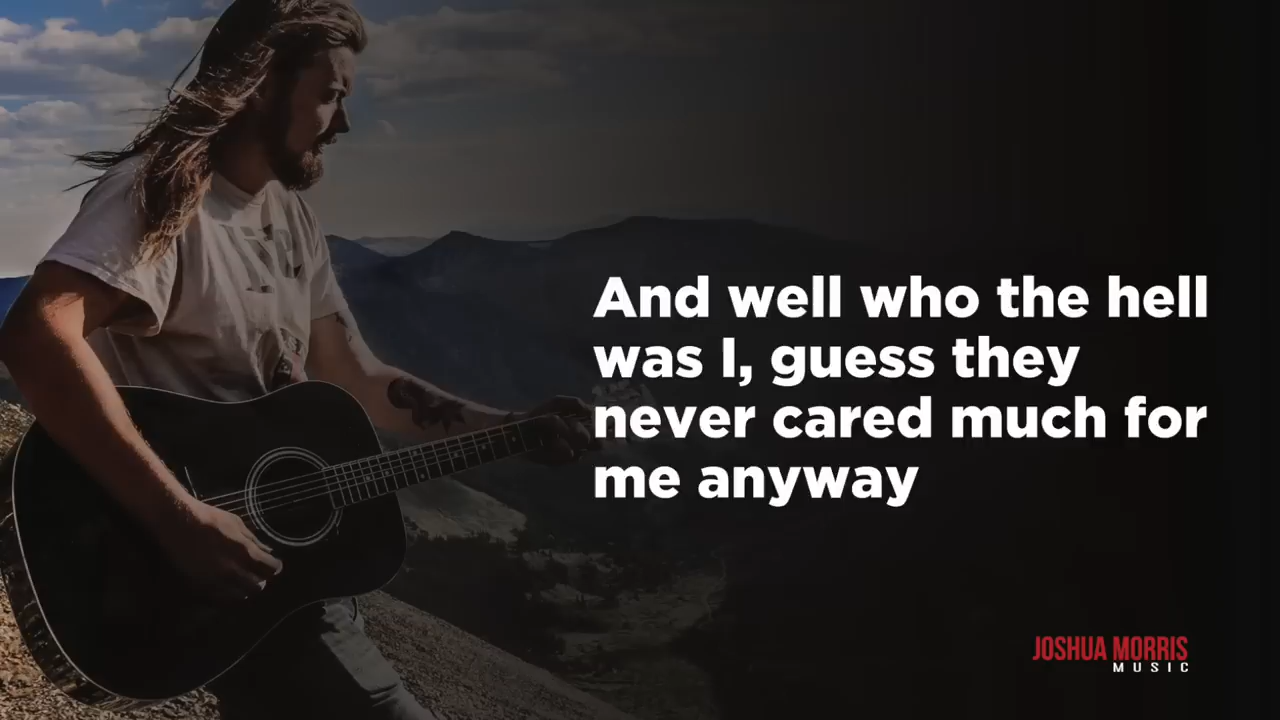 And well who the hell
was I, guess they
never cared much for
me anyway
JOSHUA MORRIS
MUSIC